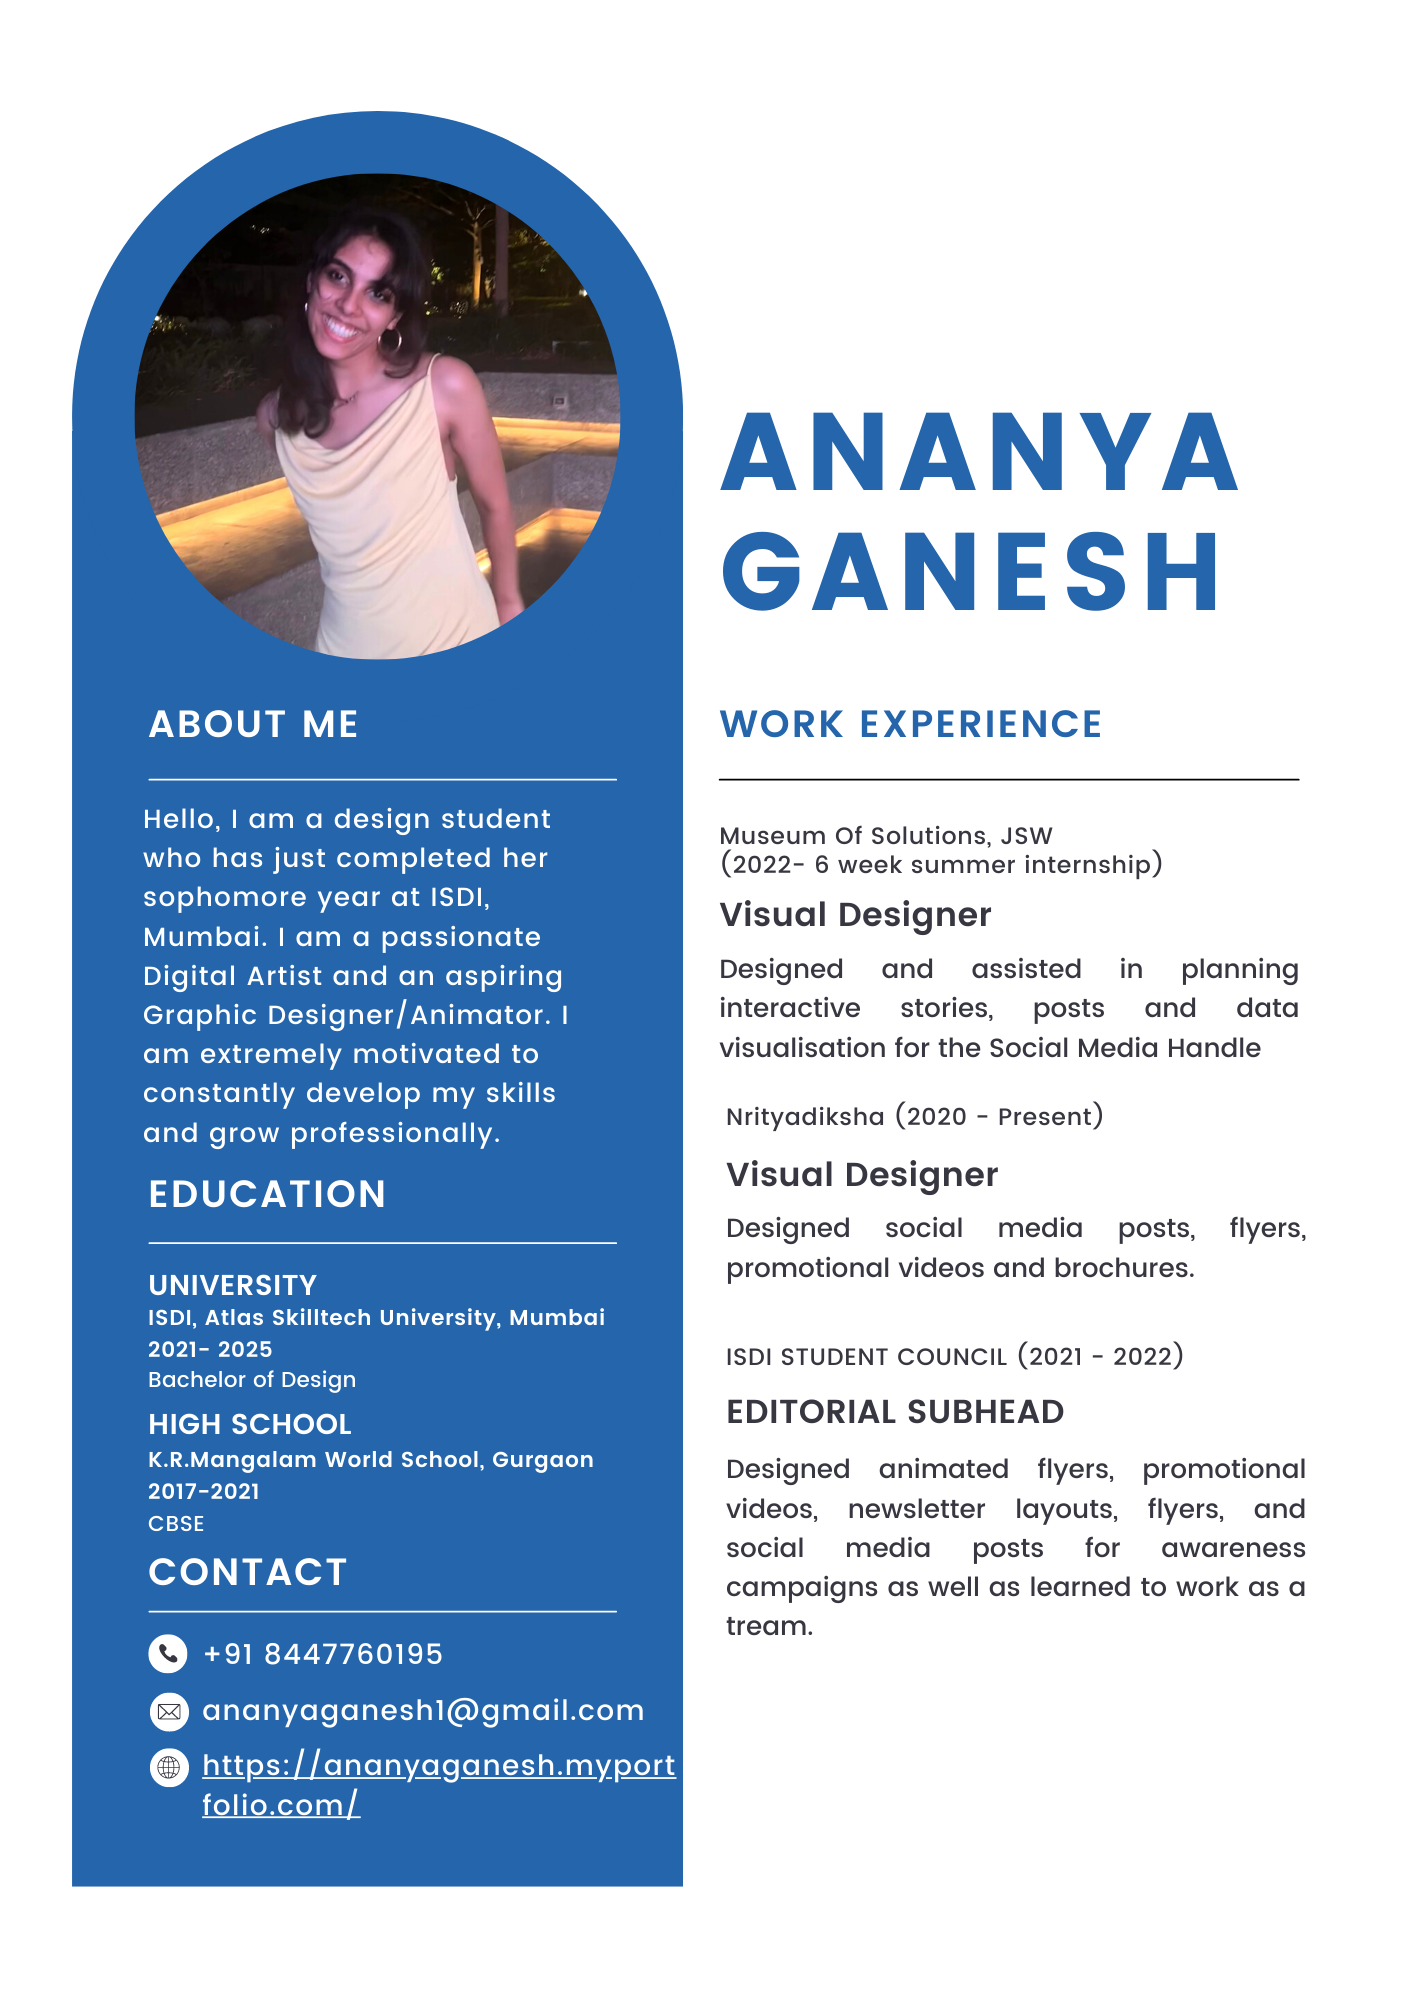 ANANYA
GANESH
ABOUT ME
Hello, I am a design student
who has just completed her
sophomore year at ISDI,
Mumbai. I am a passionate
Digital Artist and an aspiring
Graphic Designer/Animator. I
am extremely motivated to
constantly develop my skills
and grow professionally.
EDUCATION
UNIVERSITY
ISDI, Atlas Skilltech University, Mumbai
2021- 2025
Bachelor of Design
HIGH SCHOOL
K.R.Mangalam World School, Gurgaon
2017-2021
CBSE
CONTACT
+91 8447760195
ananyaganesh1@gmail.com
https://ananyaganesh.myport
folio.com/
WORK EXPERIENCE
Museum Of Solutions, JSW
(2022- 6 week summer internship)
Visual Designer
Designed and assisted in planning
interactive stories, posts and data
visualisation for the Social Media Handle
Nrityadiksha (2020 - Present)
Visual Designer
Designed social media posts, flyers,
promotional videos and brochures.
ISDI STUDENT COUNCIL (2021 - 2022)
EDITORIAL SUBHEAD
Designed animated flyers, promotional
videos, newsletter layouts, flyers, and
social media posts for awareness
campaigns as well as learned to work as a
tream.